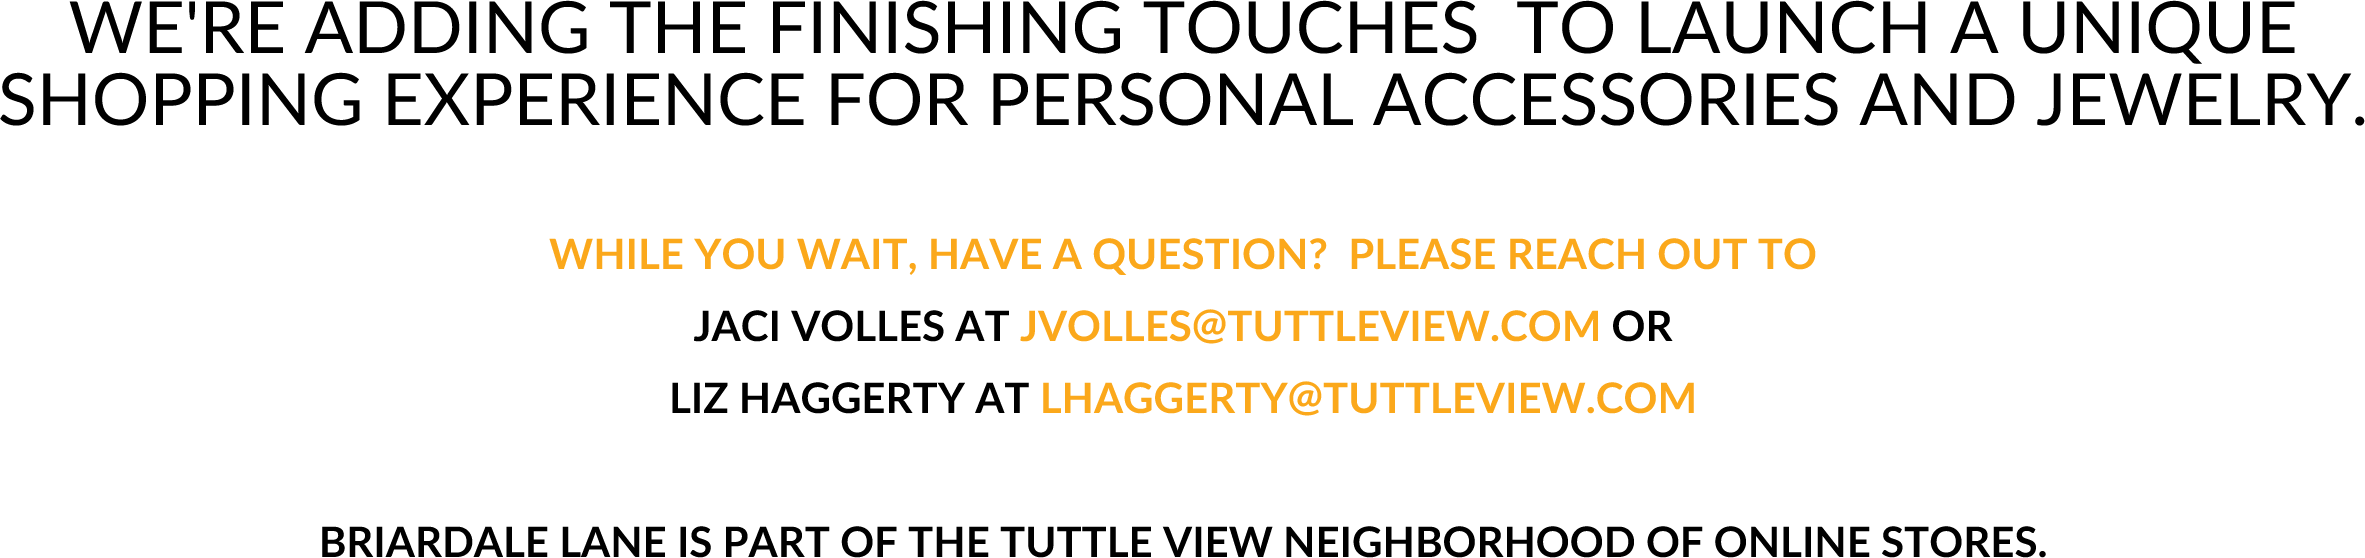 WE'RE ADDING THE FINISHING TOUCHES  TO LAUNCH A UNIQUE
SHOPPING EXPERIENCE FOR PERSONAL ACCESSORIES AND JEWELRY.
WHILE YOU WAIT, HAVE A QUESTION?  PLEASE REACH OUT TO
JACI VOLLES AT JVOLLES@TUTTLEVIEW.COM OR
LIZ HAGGERTY AT LHAGGERTY@TUTTLEVIEW.COM
BRIARDALE LANE IS PART OF THE TUTTLE VIEW NEIGHBORHOOD OF ONLINE STORES.